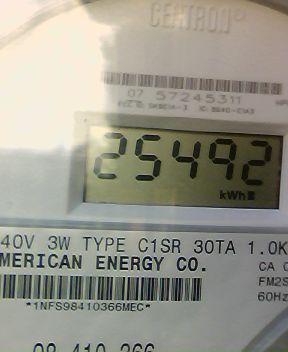 CENTRON®
07 57245311
25492
kWh
40V 3W TYPE C1SR 30TA 1.0K
MERICAN ENERGY CO.
CA 0
FM2S
60Hz
*1NFS98410366MEC*
98 410 366